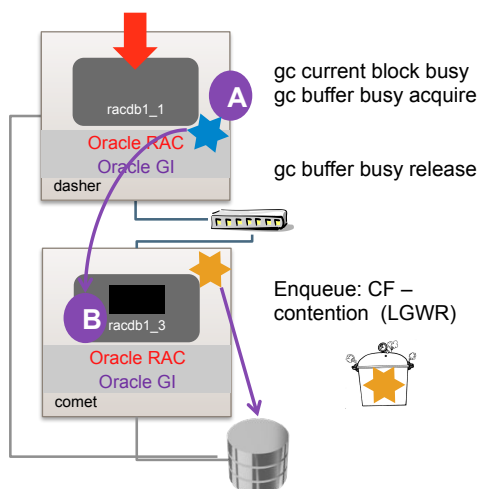 gc current block busy
gc buffer busy acquire
racdb1_1
A
Oracle RAC
Oracle GI
gc buffer busy release
dasher
B
racdb1_3
Enqueue: CF –
contention (LGWR)
Oracle RAC
Oracle GI
comet